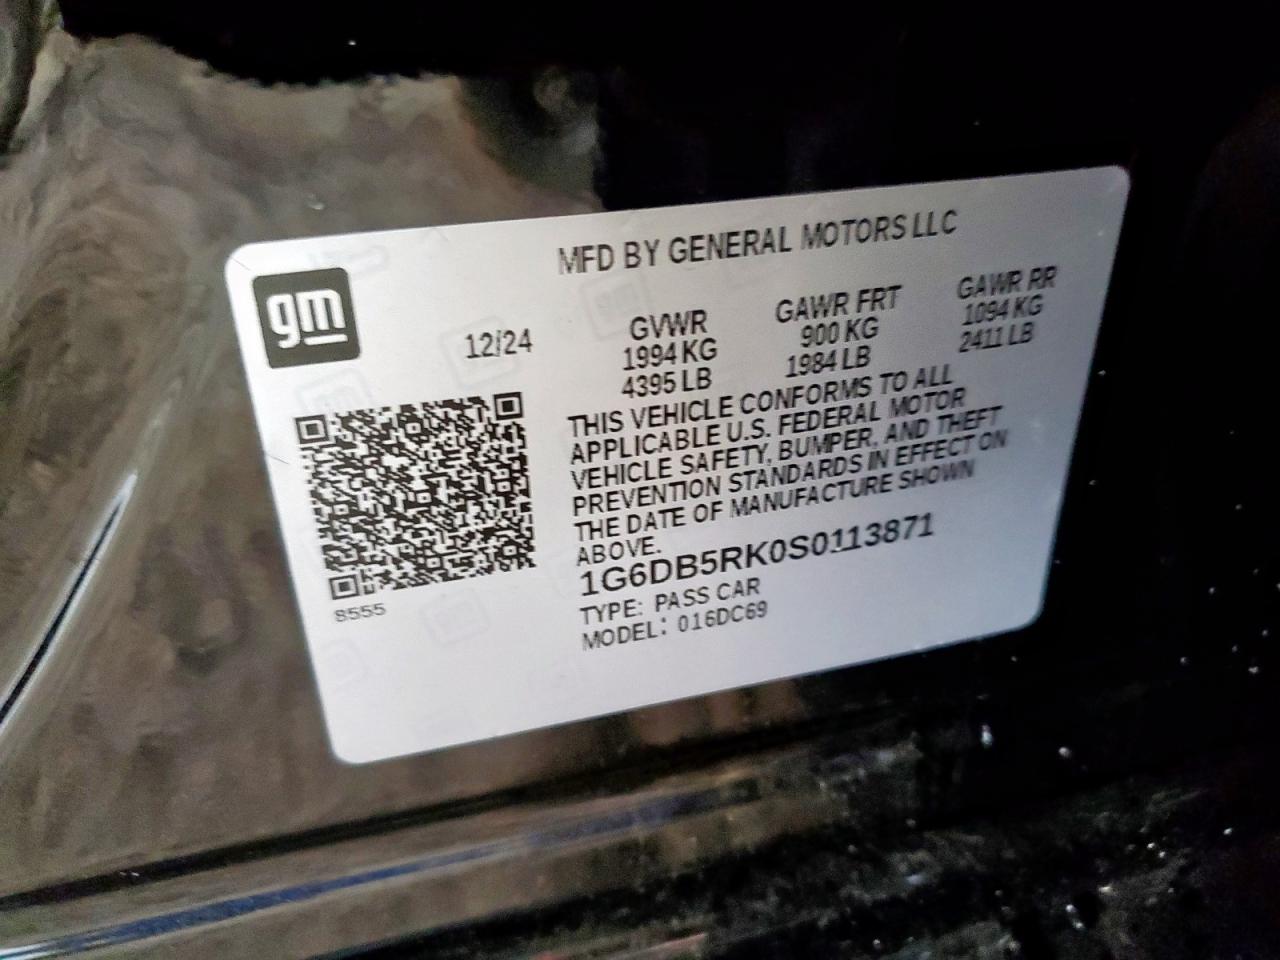 MFD BY GENERAL MOTORS LLC
gm
12/24
GVWR
1994 KG
4395 LB
GAWR FRT
900 KG
1984 LB
GAWR RR
1094 KG
2411 LB
THIS VEHICLE CONFORMS TO ALL
APPLICABLE U.S. FEDERAL MOTOR
VEHICLE SAFETY, BUMPER, AND THEFT
PREVENTION STANDARDS IN EFFECT ON
THE DATE OF MANUFACTURE SHOWN
ABOVE.
1G6DB5RK0S0113871
TYPE: PASS CAR
MODEL: 016DC69
8555